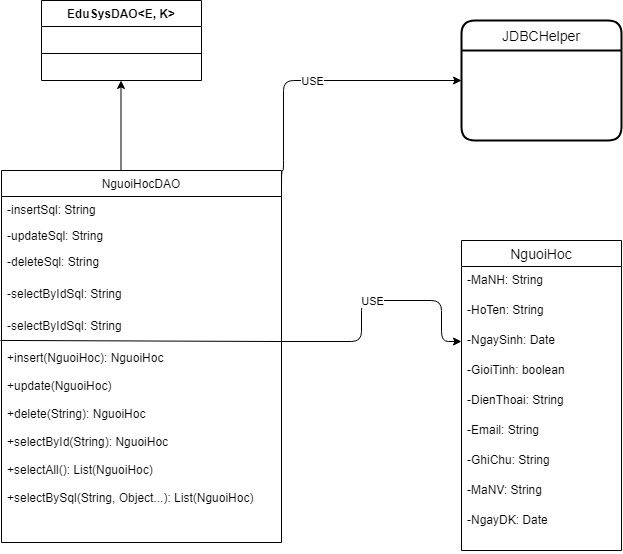 EduSysDAO<E, K>
JDBCHelper
USE
NguoiHocDAO
-insertSql: String
-updateSql: String
-deleteSql: String
-selectByIdSql: String
-selectByIdSql: String
+insert(NguoiHoc): NguoiHoc
+update(NguoiHoc)
+delete(String): NguoiHoc
+selectById(String): NguoiHoc
+selectAll(): List(NguoiHoc)
+selectBySql(String, Object...): List(NguoiHoc)
USE
NguoiHoc
-MaNH: String
-HoTen: String
-NgaySinh: Date
-GioiTinh: boolean
-DienThoai: String
-Email: String
-GhiChu: String
-MaNV: String
-NgayDK: Date